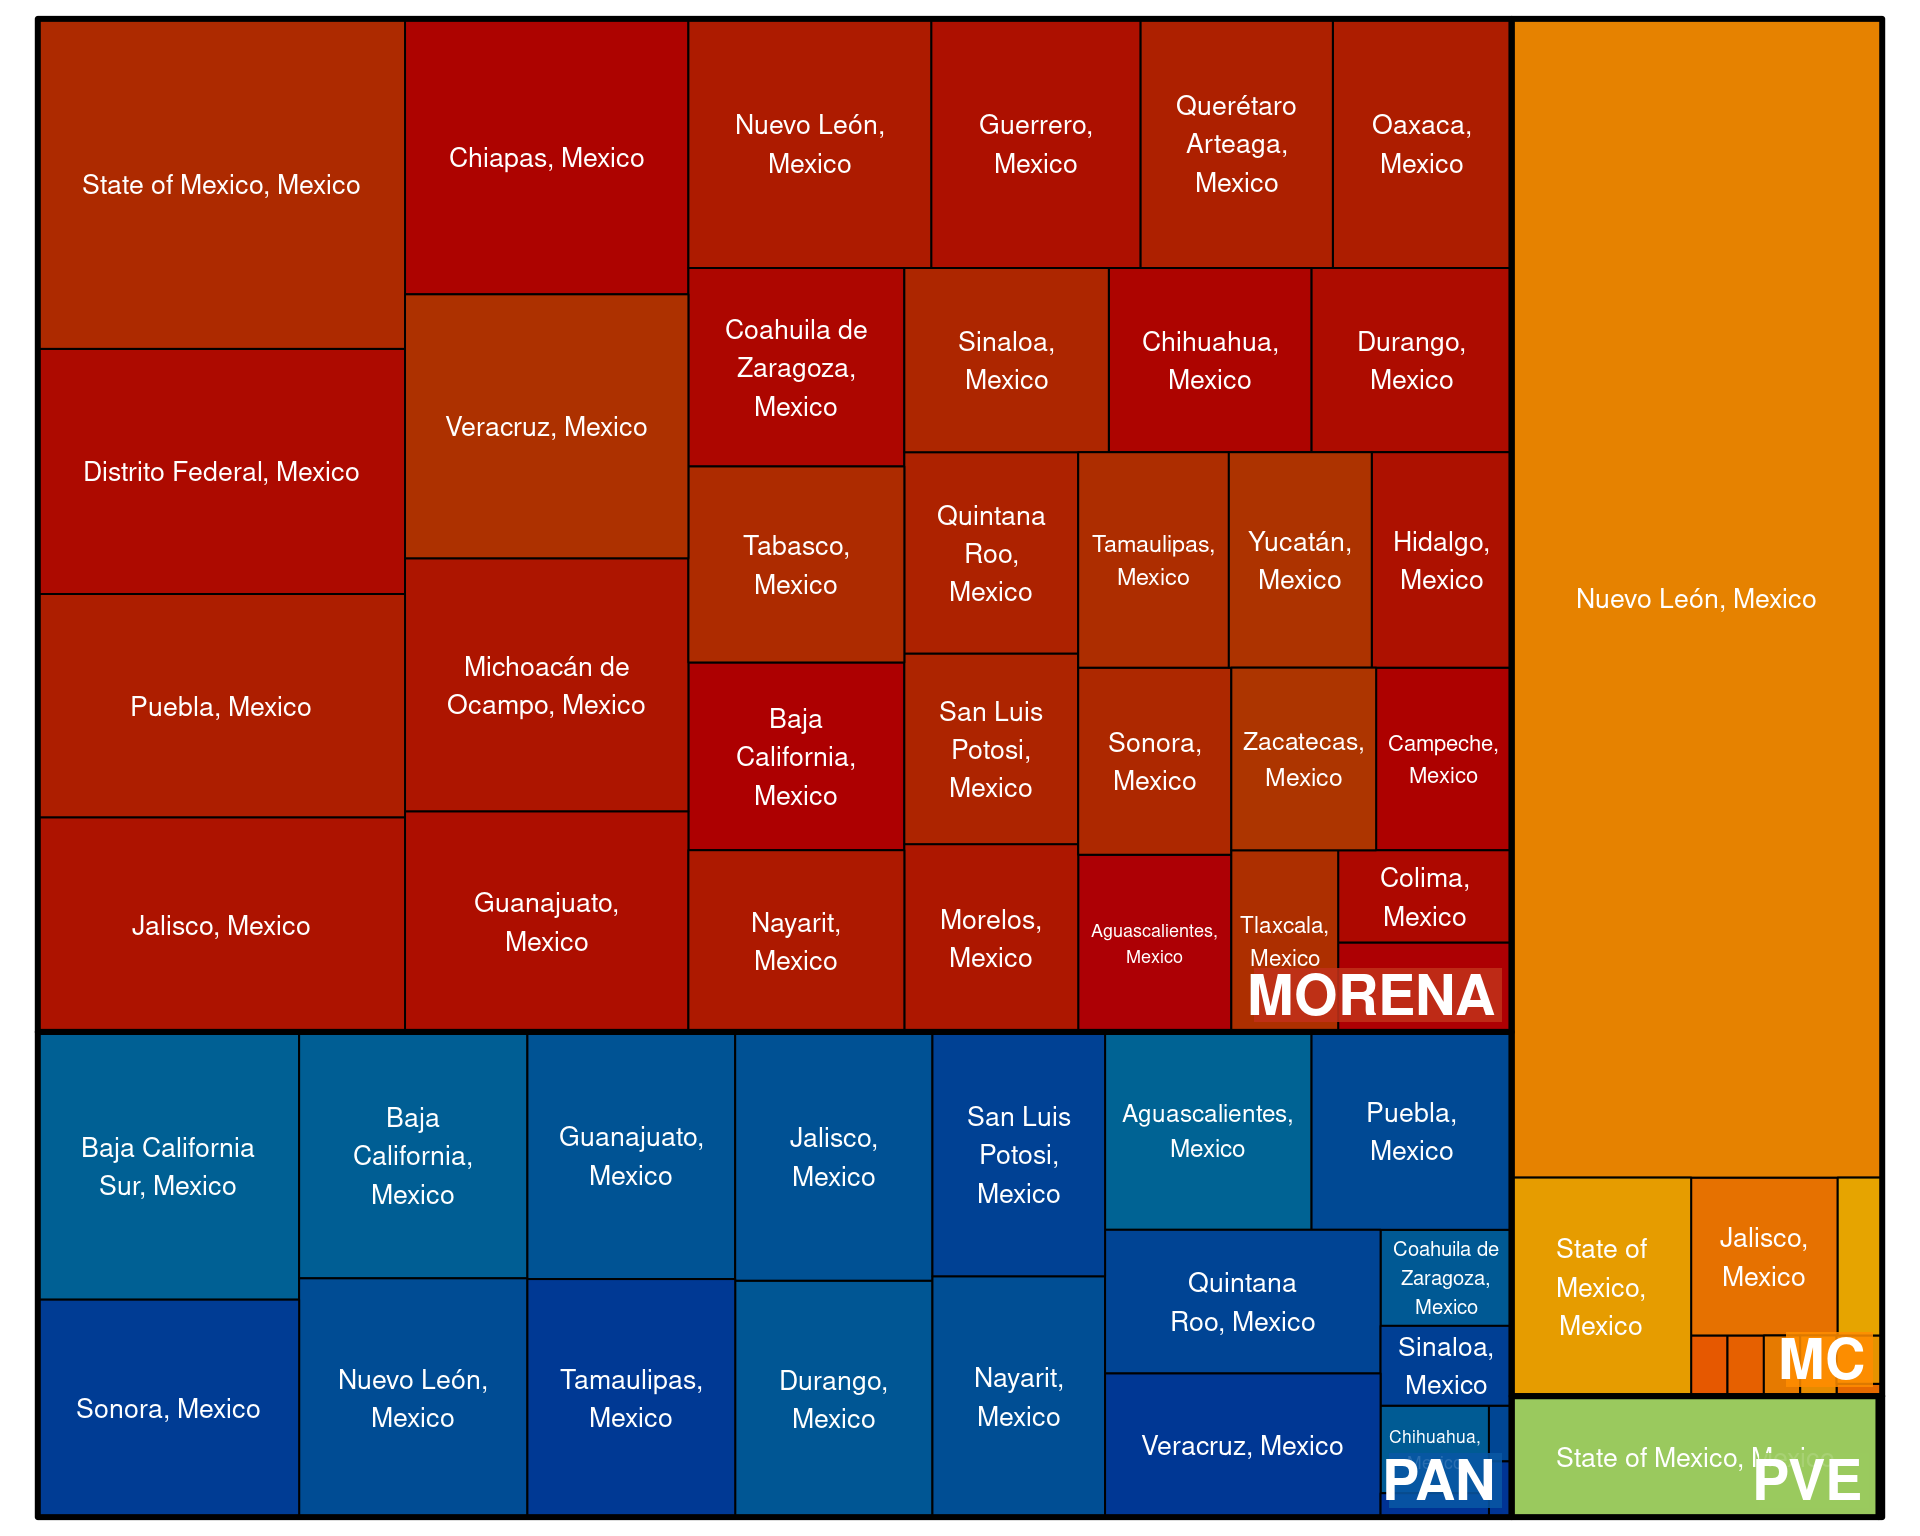 State of Mexico, Mexico
Distrito Federal, Mexico
Puebla, Mexico
Jalisco, Mexico
Chiapas, Mexico
Veracruz, Mexico
Michoacán de
Ocampo, Mexico
Guanajuato,
Mexico
Nuevo León,
Mexico
Guerrero,
Mexico
Querétaro
Arteaga,
Mexico
Oaxaca,
Mexico
Coahuila de
Zaragoza,
Mexico
Sinaloa,
Mexico
Chihuahua,
Mexico
Durango,
Mexico
Tabasco,
Mexico
Quintana
Roo,
Mexico
Tamaulipas,
Mexico
Yucatán,
Mexico
Hidalgo,
Mexico
Baja
California,
Mexico
San Luis
Potosi,
Mexico
Sonora,
Mexico
Zacatecas,
Mexico
Campeche,
Mexico
Nayarit,
Mexico
Morelos,
Mexico
Aguascalientes,
Mexico
Tlaxcala,
Mexico
Colima,
Mexico
MORENA
Baja California
Sur, Mexico
Sonora, Mexico
Baja
California,
Mexico
Nuevo León,
Mexico
Guanajuato,
Mexico
Tamaulipas,
Mexico
Jalisco,
Mexico
Durango,
Mexico
San Luis
Potosi,
Mexico
Nayarit,
Mexico
Aguascalientes,
Mexico
Puebla,
Mexico
Quintana
Roo, Mexico
Veracruz, Mexico
Coahuila de
Zaragoza,
Mexico
Sinaloa,
Mexico
Chihuahua,
PAN
Nuevo León, Mexico
State of
Mexico,
Mexico
Jalisco,
Mexico
MC
State of Mexico, Mexico
PVE